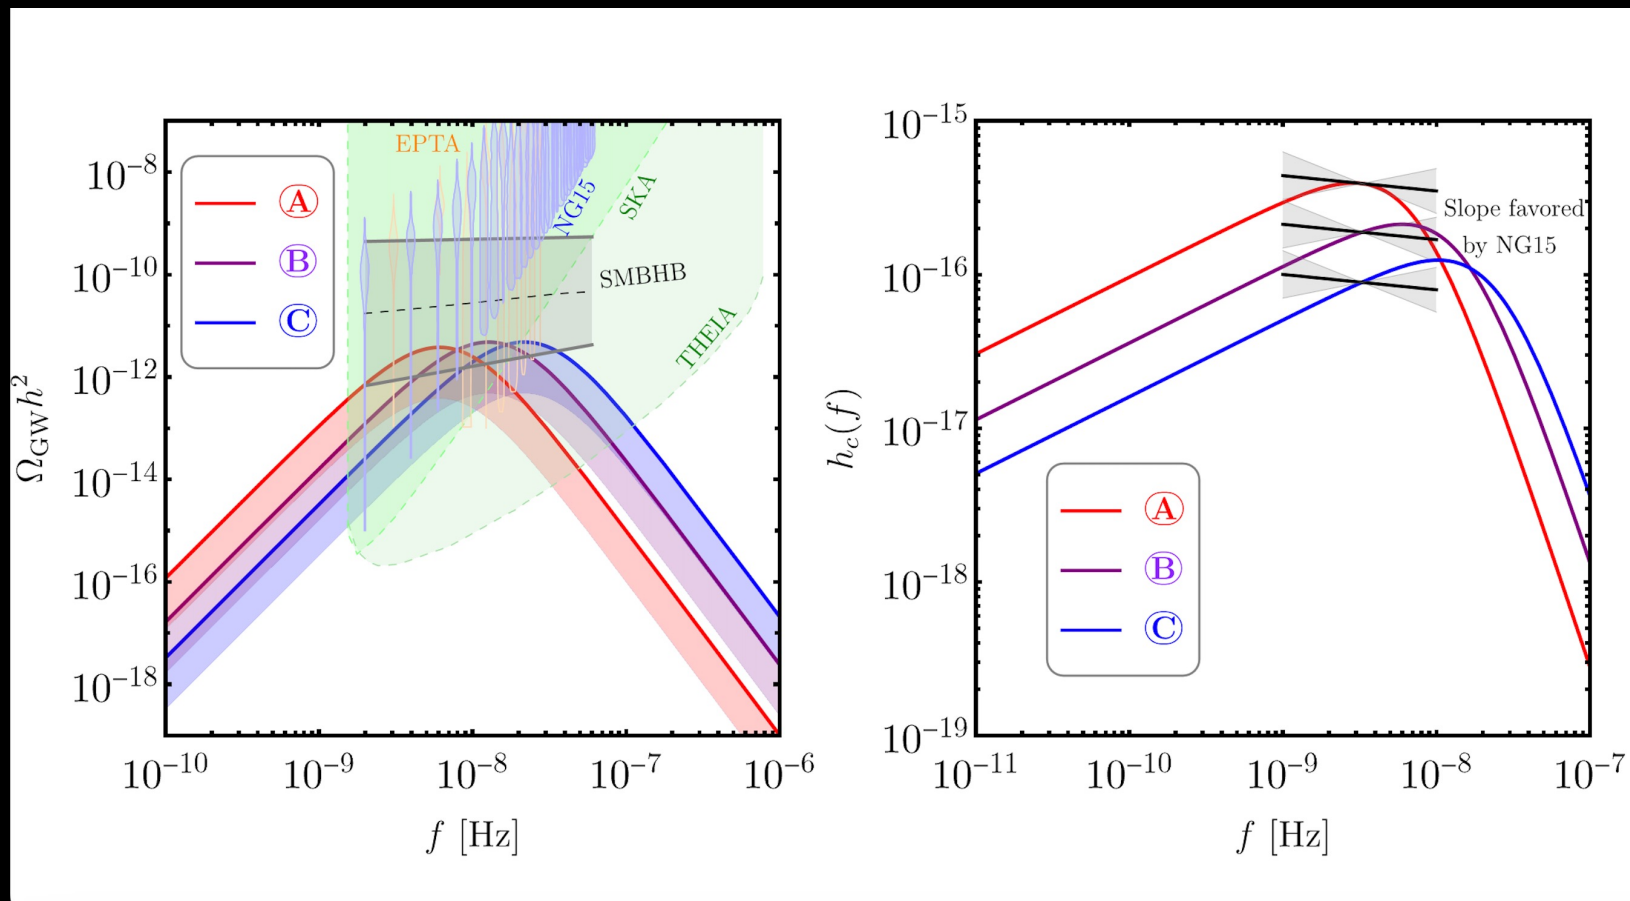 EPTA
NG15
SKA
SMBHB
THEIA
Ⓐ
Ⓑ
Ⓒ
10⁻⁸
10⁻¹⁰
10⁻¹²
10⁻¹⁴
10⁻¹⁶
10⁻¹⁸
Ω_GW h²
10⁻¹⁰ 10⁻⁹ 10⁻⁸ 10⁻⁷ 10⁻⁶
f [Hz]
10⁻¹⁵
10⁻¹⁶
10⁻¹⁷
10⁻¹⁸
10⁻¹⁹
h_c(f)
Slope favored
by NG15
Ⓐ
Ⓑ
Ⓒ
10⁻¹¹ 10⁻¹⁰ 10⁻⁹ 10⁻⁸ 10⁻⁷
f [Hz]